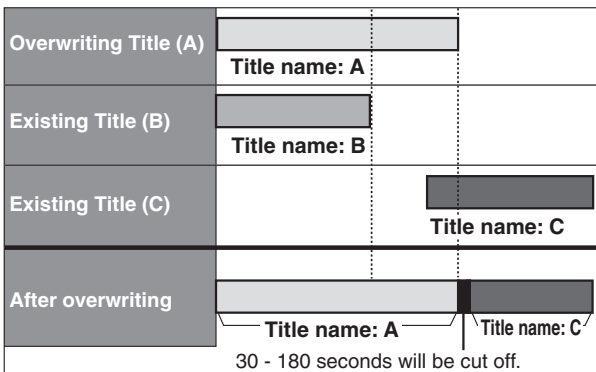 Overwriting Title (A)
Title name: A
Existing Title (B)
Title name: B
Existing Title (C)
Title name: C
After overwriting
Title name: A
Title name: C
30 - 180 seconds will be cut off.